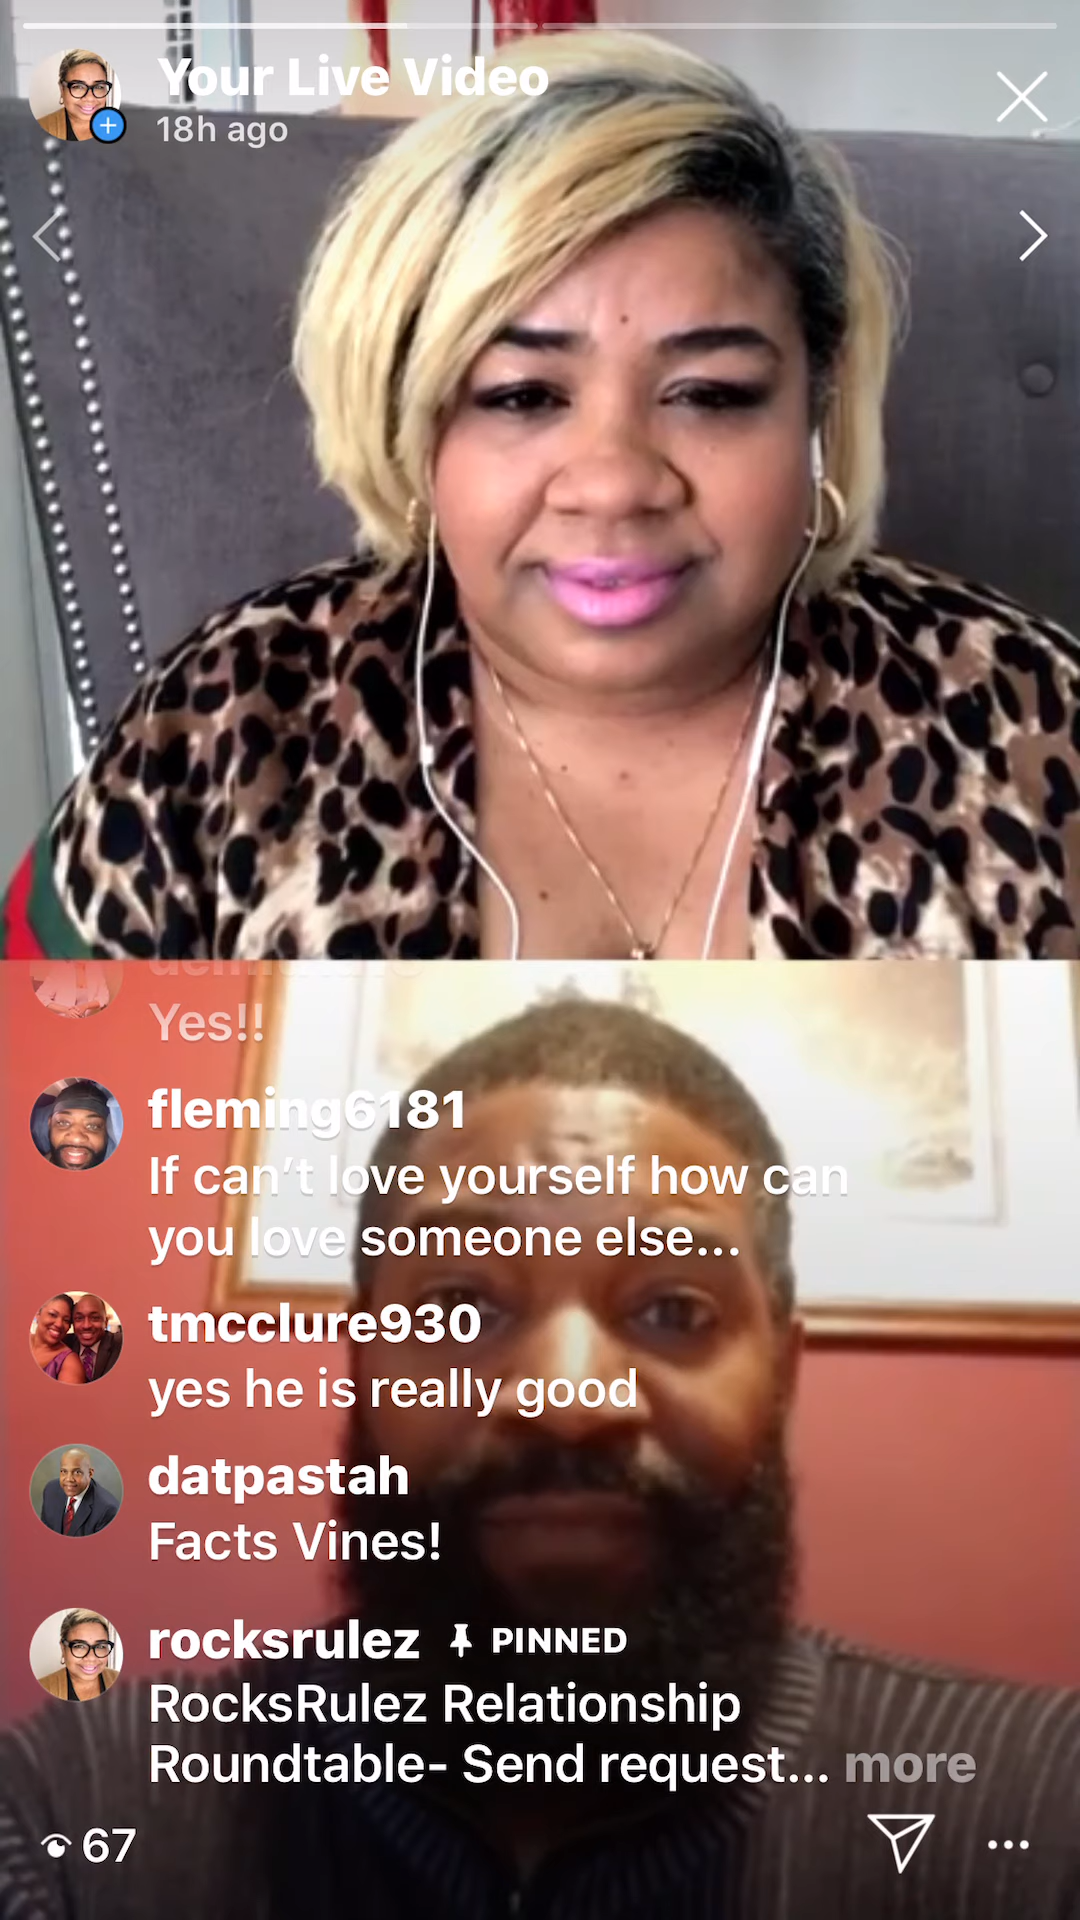 Your Live Video
18h ago
Yes!!
fleming6181
If can't love yourself how can
you love someone else...
tmcclure930
yes he is really good
datpastah
Facts Vines!
rocksrulez PINNED
RocksRulez Relationship
Roundtable- Send request... more
67